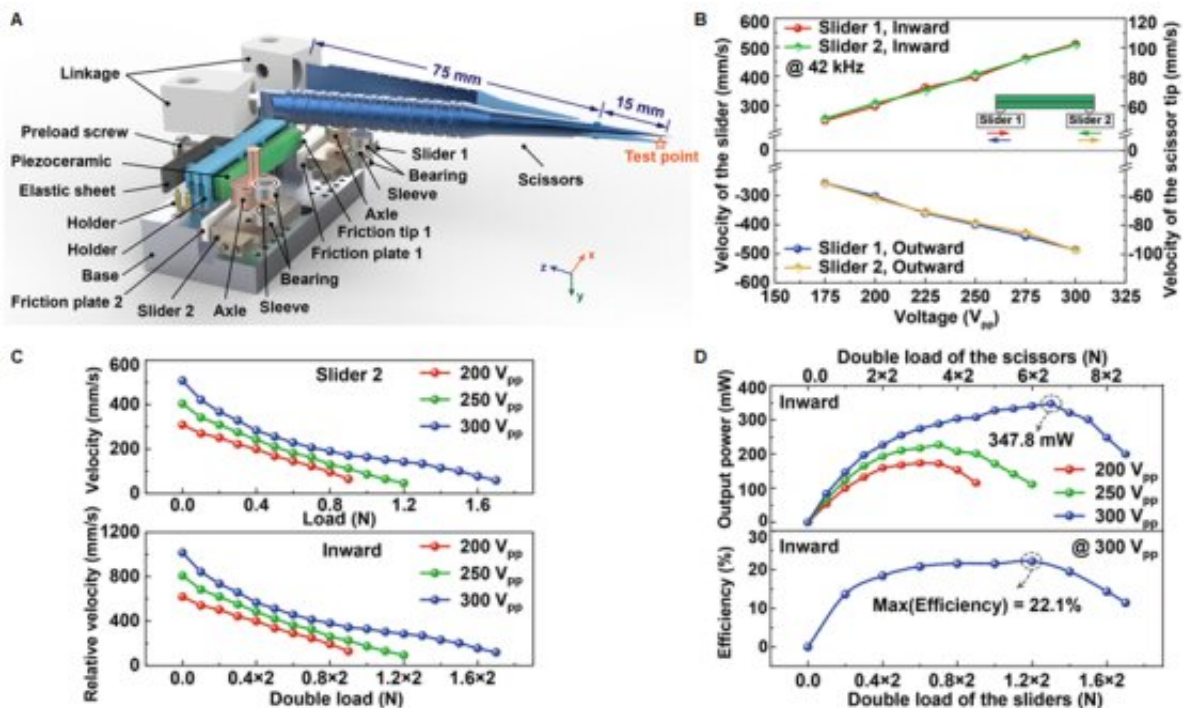 A
Linkage
75 mm
15 mm
Preload screw
Piezoceramic
Elastic sheet
Holder
Holder
Base
Friction plate 2
Slider 2
Axle
Sleeve
Bearing
Friction plate 1
Friction tip 1
Axle
Sleeve
Bearing
Slider 1
Scissors
Test point
x
z
y
B
Slider 1, Inward
Slider 2, Inward
@ 42 kHz
Slider 1
Slider 2
Slider 1, Outward
Slider 2, Outward
Velocity of the slider (mm/s)
600
500
400
300
-300
-400
-500
-600
Velocity of the scissor tip (mm/s)
120
100
80
60
-60
-80
-100
150
175
200
225
250
275
300
325
Voltage (Vpp)
C
Slider 2
200 Vpp
250 Vpp
300 Vpp
Velocity (mm/s)
600
400
200
0
0.0
0.4
0.8
1.2
1.6
Load (N)
Inward
200 Vpp
250 Vpp
300 Vpp
Relative velocity (mm/s)
1200
800
400
0
0.0
0.4×2
0.8×2
1.2×2
1.6×2
Double load (N)
D
Double load of the scissors (N)
0.0
2×2
4×2
6×2
8×2
Inward
347.8 mW
200 Vpp
250 Vpp
300 Vpp
Output power (mW)
400
300
200
100
0
Inward
@ 300 Vpp
Max(Efficiency) = 22.1%
Efficiency (%)
30
20
10
0
0.0
0.4×2
0.8×2
1.2×2
1.6×2
Double load of the sliders (N)